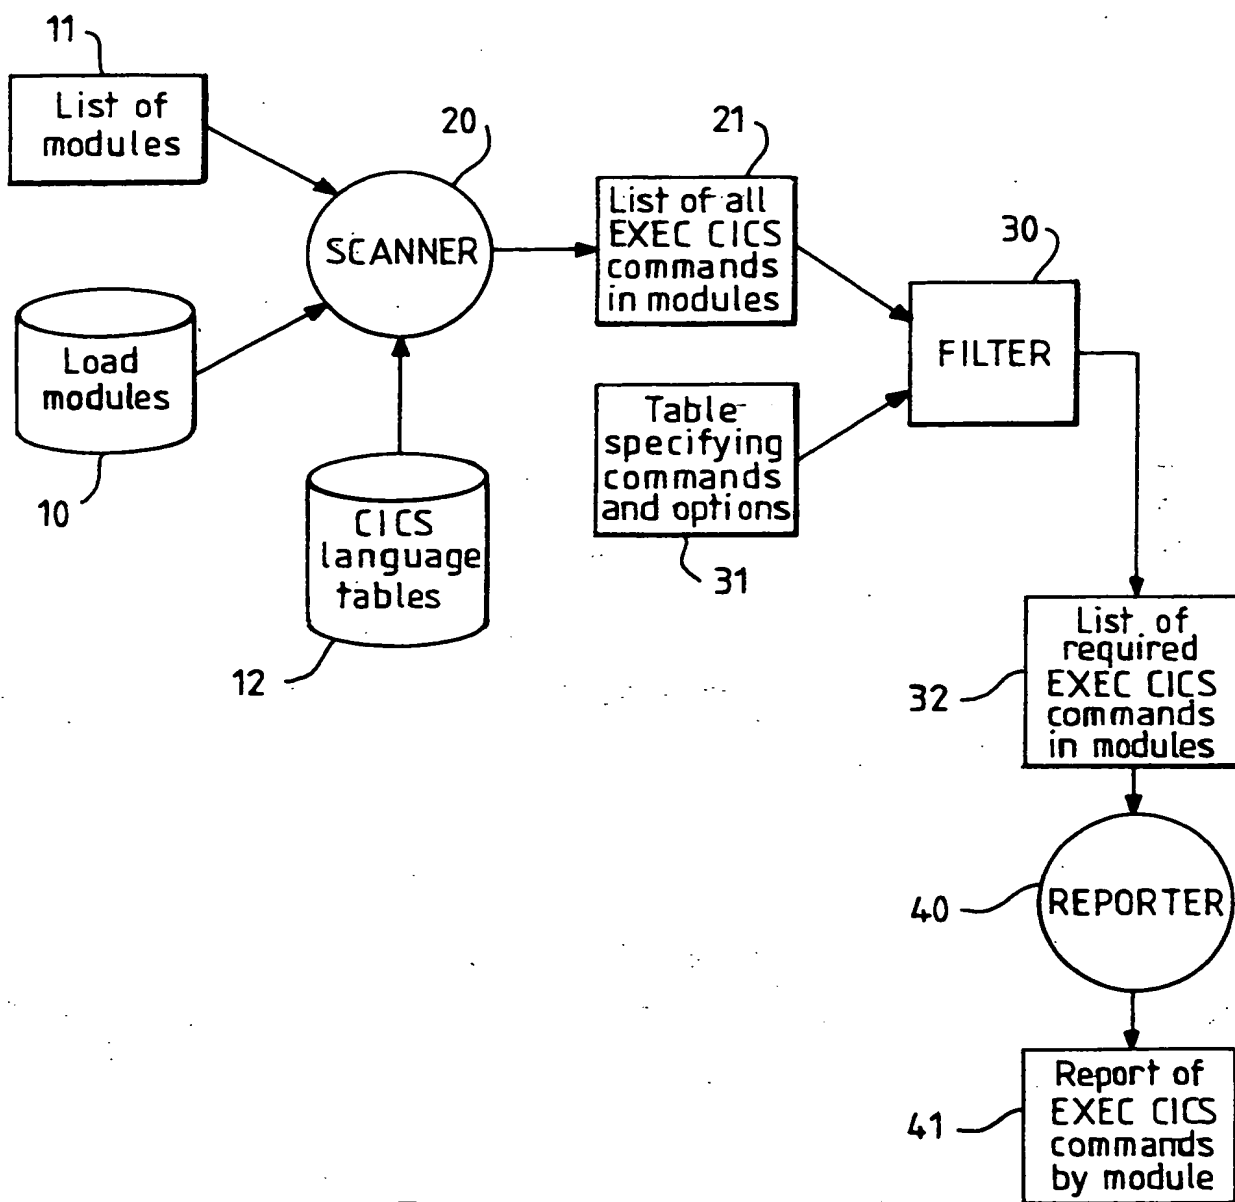 11
List of
modules
20
SCANNER
21
List of all
EXEC CICS
commands
in modules
30
FILTER
Load
modules
10
Table
specifying
commands
and options
31
CICS
language
tables
12
List of
required
EXEC CICS
commands
in modules
32
REPORTER
40
Report of
EXEC CICS
commands
by module
41